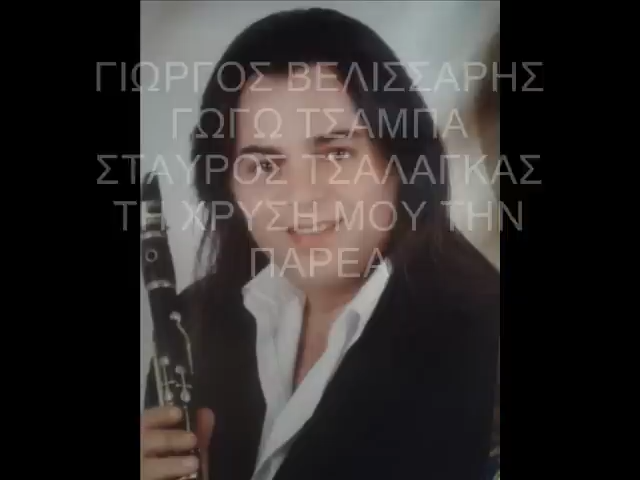 ΓΙΩΡΓΟΣ ΒΕΛΙΣΣΑΡΗΣ
ΓΩΓΩ ΤΣΑΜΠΑ
ΣΤΑΥΡΟΣ ΤΣΑΛΑΓΚΑΣ
ΤΗ ΧΡΥΣΗ ΜΟΥ ΤΗΝ
ΠΑΡΕΑ